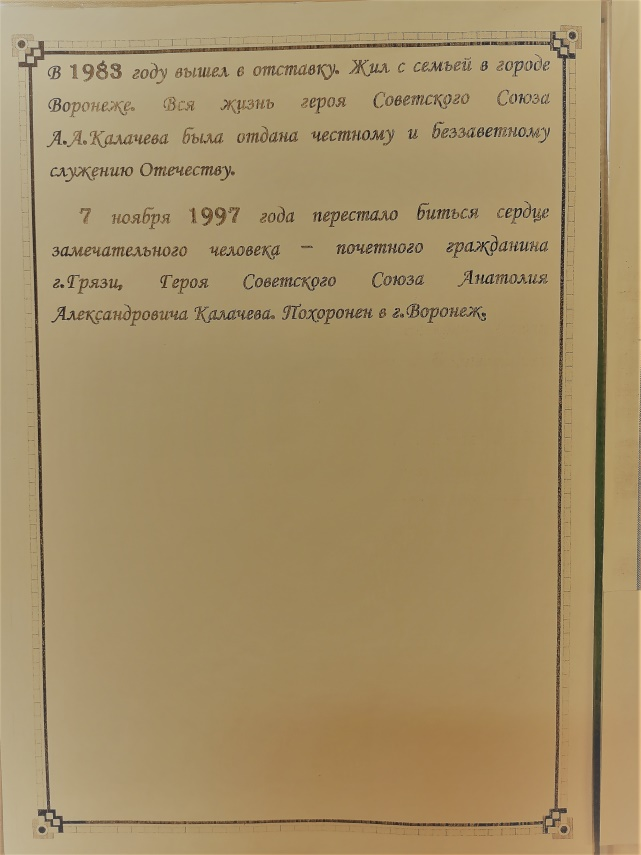 В 1983 году вышел в отставку. Жил с семьей в городе
Воронеже. Вся жизнь героя Советского Союза
А.А.Калачева была отдана честному и беззаветному
служению Отечеству.
7 ноября 1997 года перестало биться сердце
замечательного человека – почетного гражданина
г.Грязи, Героя Советского Союза Анатолия
Александровича Калачева. Похоронен в г.Воронеж.